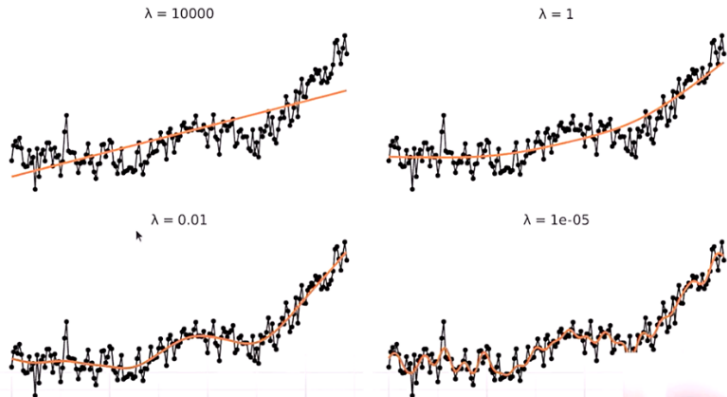 λ = 10000
λ = 1
λ = 0.01
λ = 1e-05